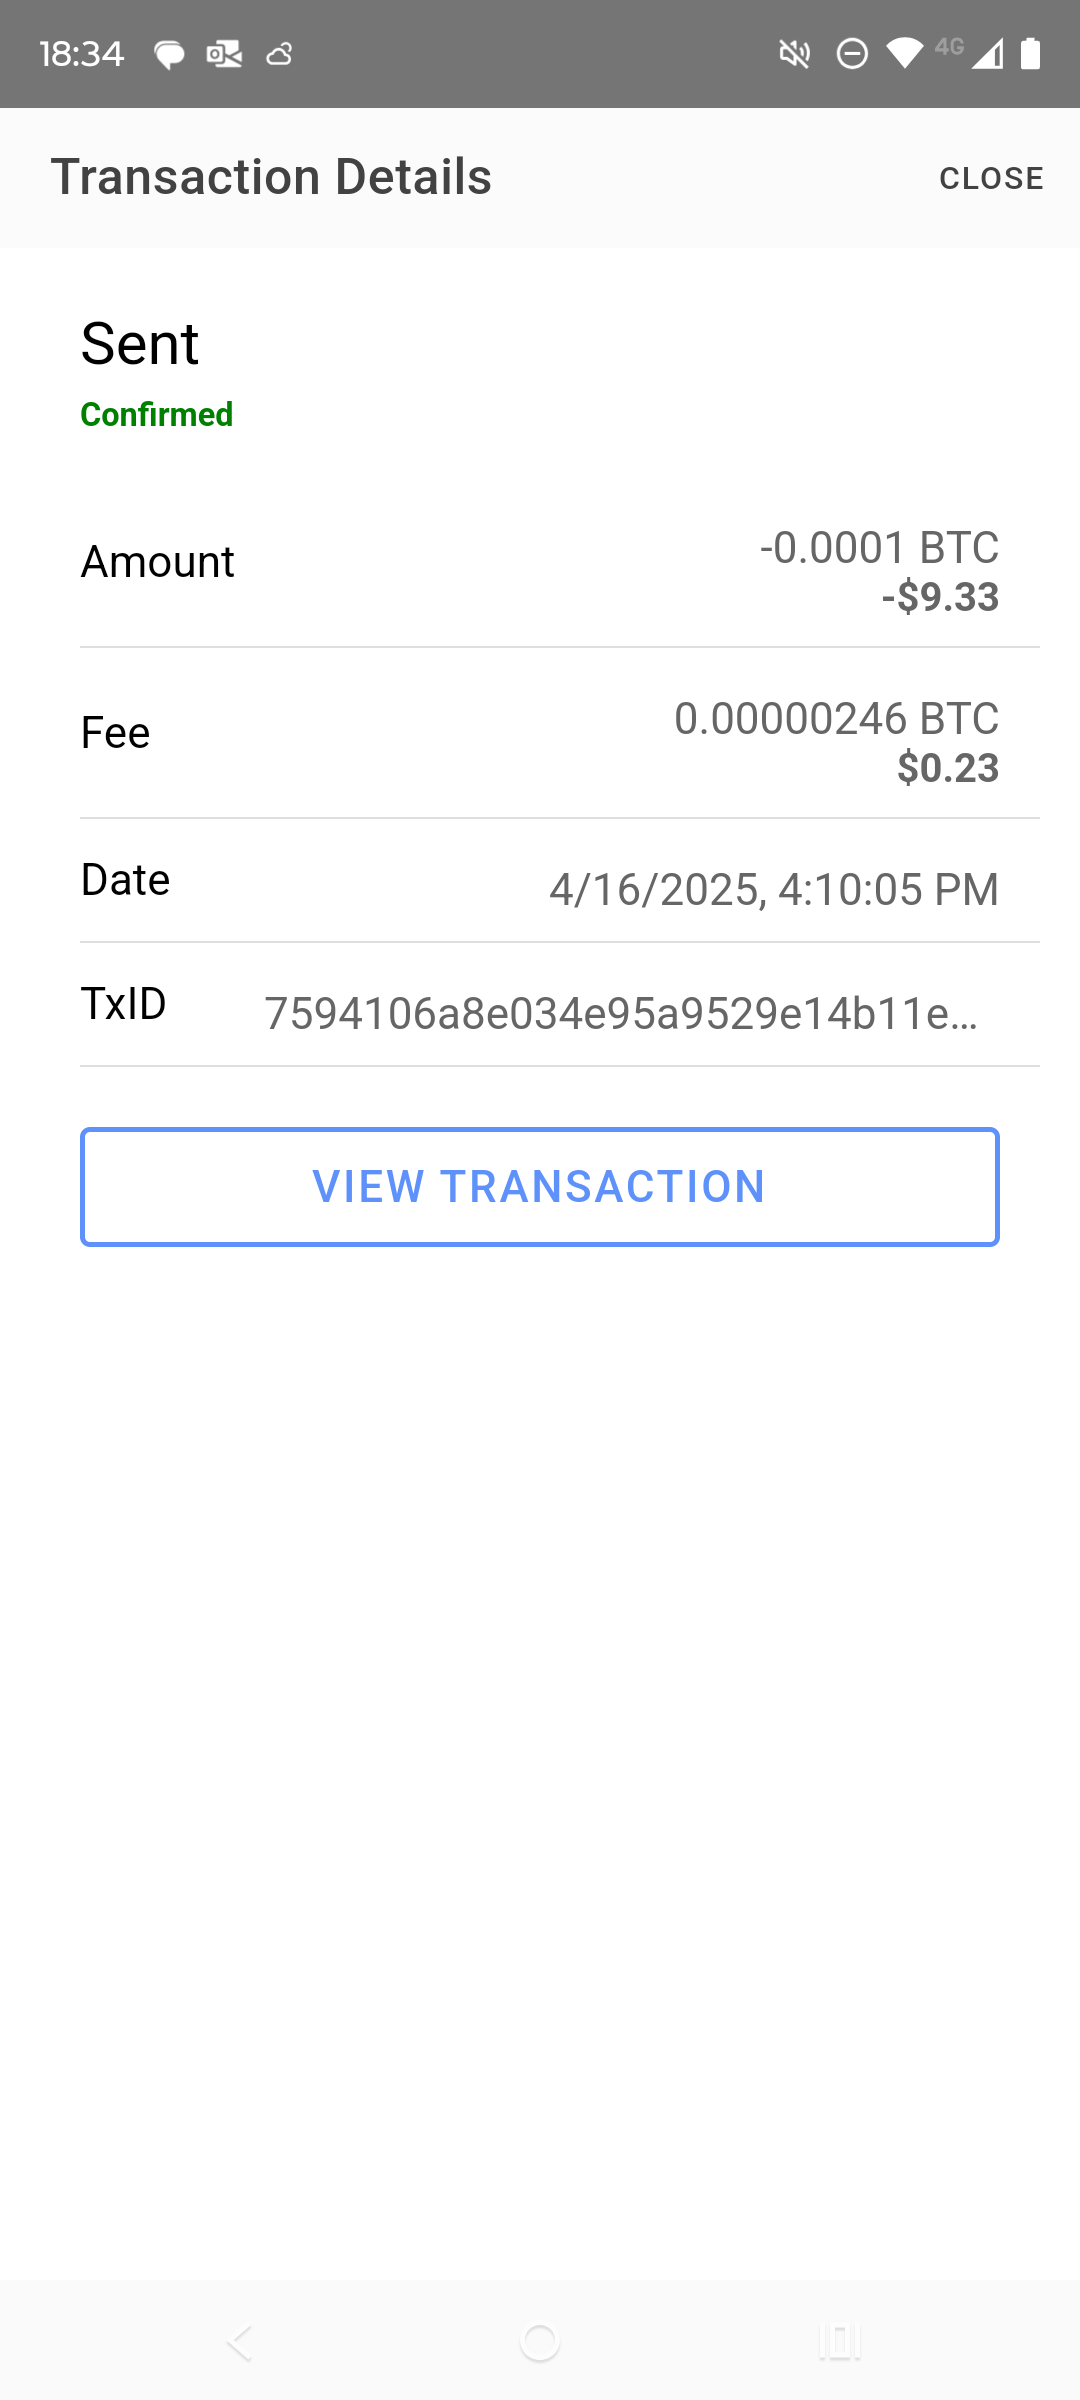 18:34
4G
Transaction Details
CLOSE
Sent
Confirmed
Amount
-0.0001 BTC
-$9.33
Fee
0.00000246 BTC
$0.23
Date
4/16/2025, 4:10:05 PM
TxID
7594106a8e034e95a9529e14b11e...
VIEW TRANSACTION